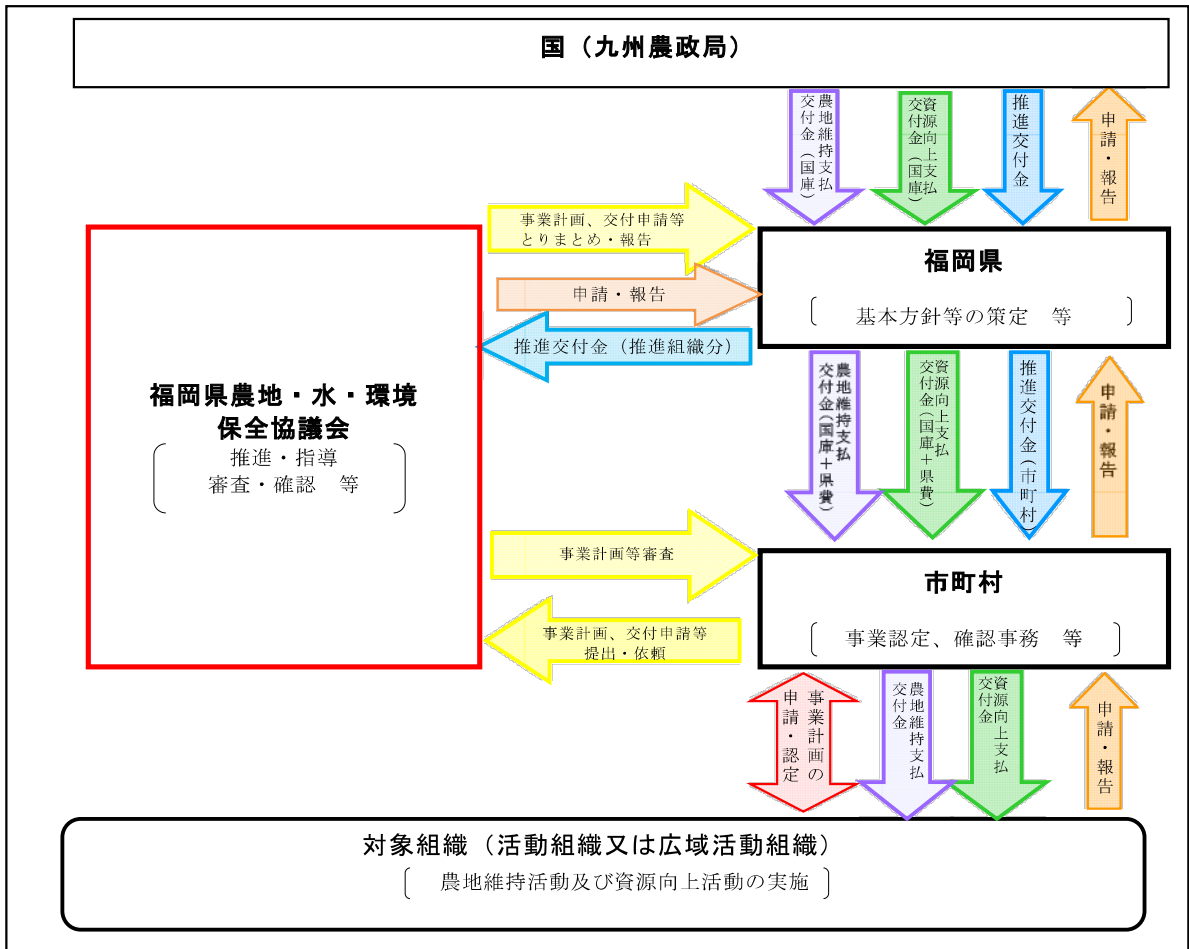 国（九州農政局）
農地維持支払
交付金（国庫）
資源向上支払
交付金（国庫）
推進交付金
申請・報告
事業計画、交付申請等
とりまとめ・報告
申請・報告
推進交付金（推進組織分）
福岡県
基本方針等の策定　等
福岡県農地・水・環境
保全協議会
推進・指導
審査・確認　等
農地維持支払
交付金（国庫＋県費）
資源向上支払
交付金（国庫＋県費）
推進交付金（市町村）
申請・報告
事業計画等審査
事業計画、交付申請等
提出・依頼
市町村
事業認定、確認事務　等
事業計画の
申請・認定
農地維持支払
交付金
資源向上支払
交付金
申請・報告
対象組織（活動組織又は広域活動組織）
農地維持活動及び資源向上活動の実施